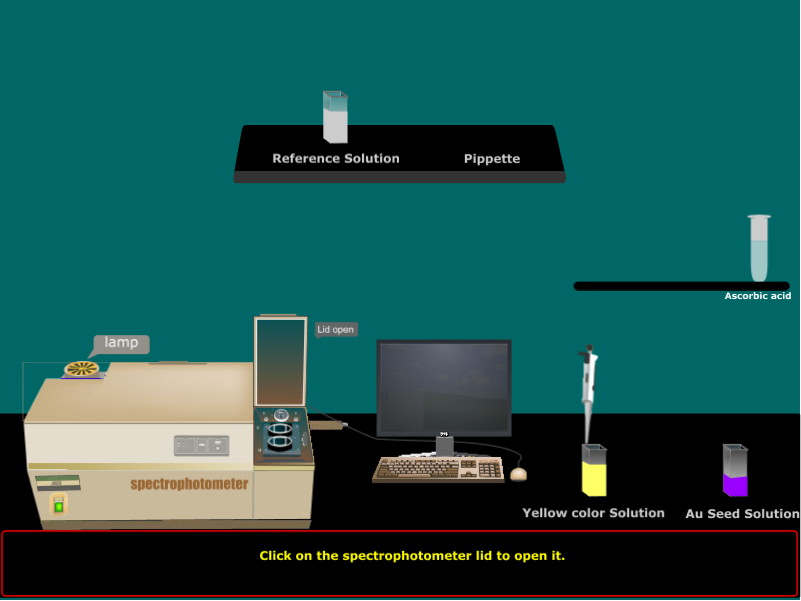 Reference Solution
Pippette
Ascorbic acid
Lid open
lamp
spectrophotometer
Yellow color Solution
Au Seed Solution
Click on the spectrophotometer lid to open it.